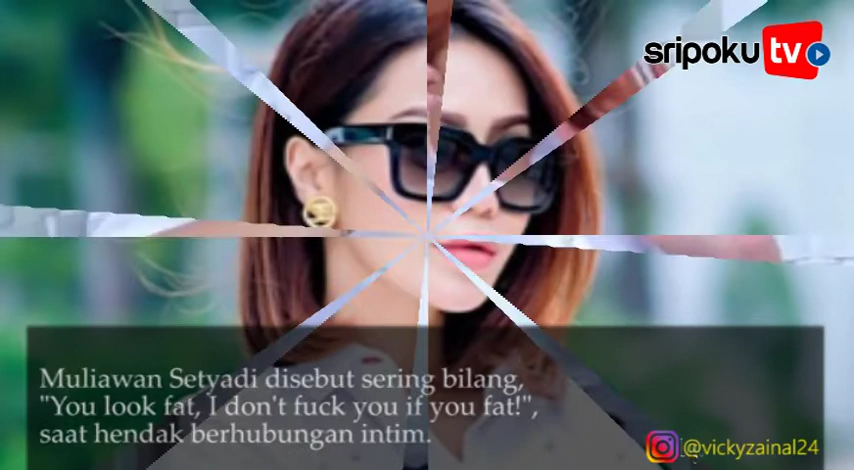 sripoku tv
Muliawan Setyadi disebut sering bilang,
"You look fat, I don't fuck you if you fat!",
saat hendak berhubungan intim.
@vickyzainal24